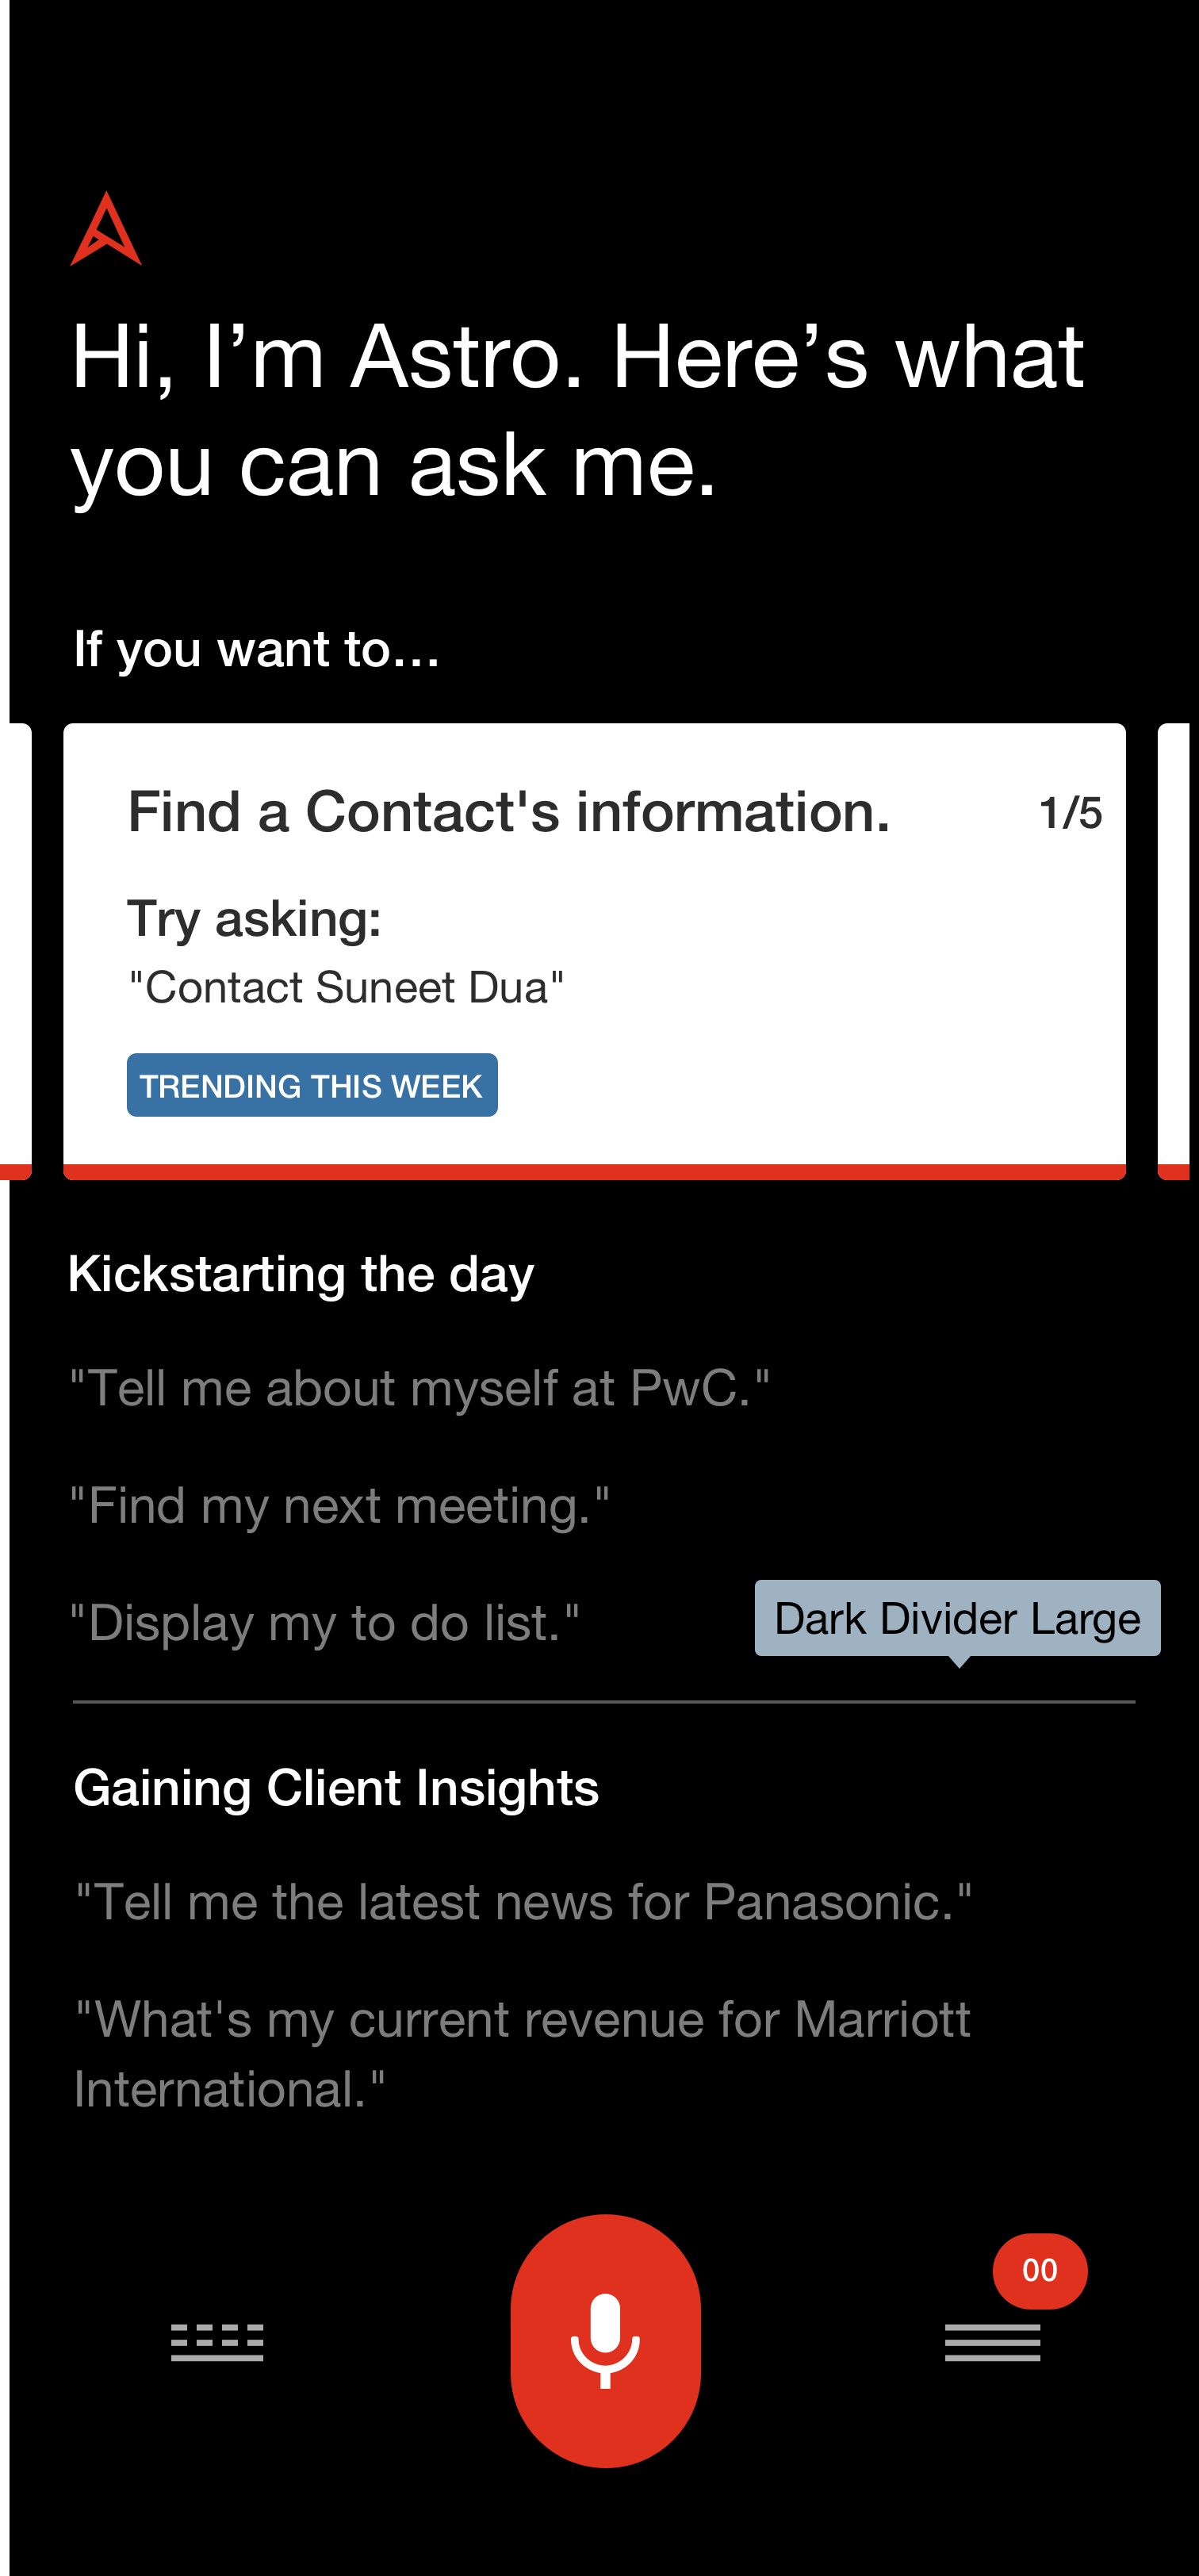 Hi, I’m Astro. Here’s what
you can ask me.
If you want to...
Find a Contact's information.
1/5
Try asking:
"Contact Suneet Dua"
TRENDING THIS WEEK
Kickstarting the day
"Tell me about myself at PwC."
"Find my next meeting."
"Display my to do list."
Dark Divider Large
Gaining Client Insights
"Tell me the latest news for Panasonic."
"What's my current revenue for Marriott
International."
00